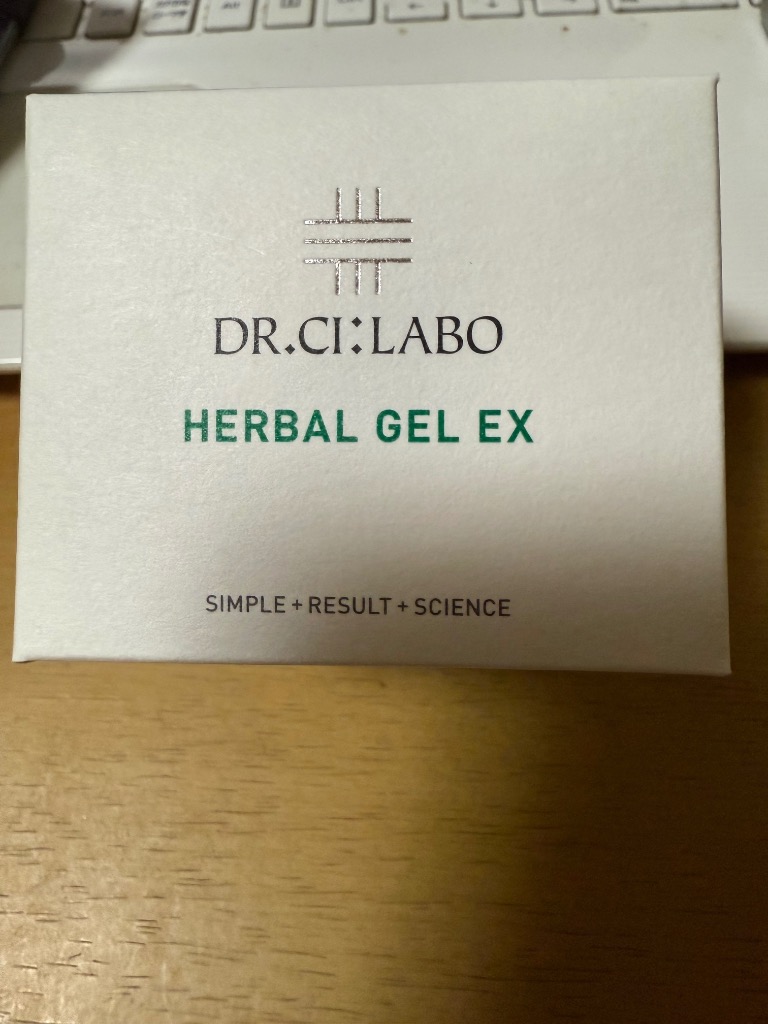 DR.CI:LABO
HERBAL GEL EX
SIMPLE+RESULT+SCIENCE